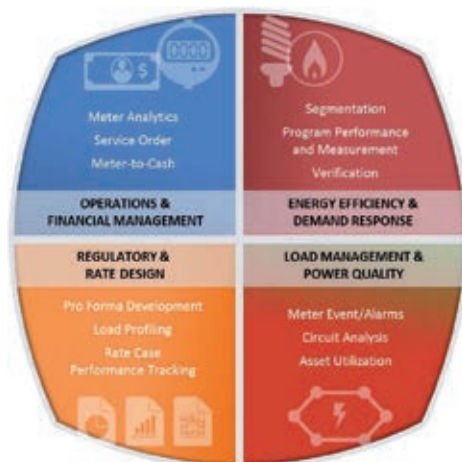 0000
$
Meter Analytics
Service Order
Meter-to-Cash
OPERATIONS &
FINANCIAL MANAGEMENT
Segmentation
Program Performance
and Measurement
Verification
ENERGY EFFICIENCY &
DEMAND RESPONSE
REGULATORY &
RATE DESIGN
Pro Forma Development
Load Profiling
Rate Case
Performance Tracking
LOAD MANAGEMENT &
POWER QUALITY
Meter Event/Alarms
Circuit Analysis
Asset Utilization